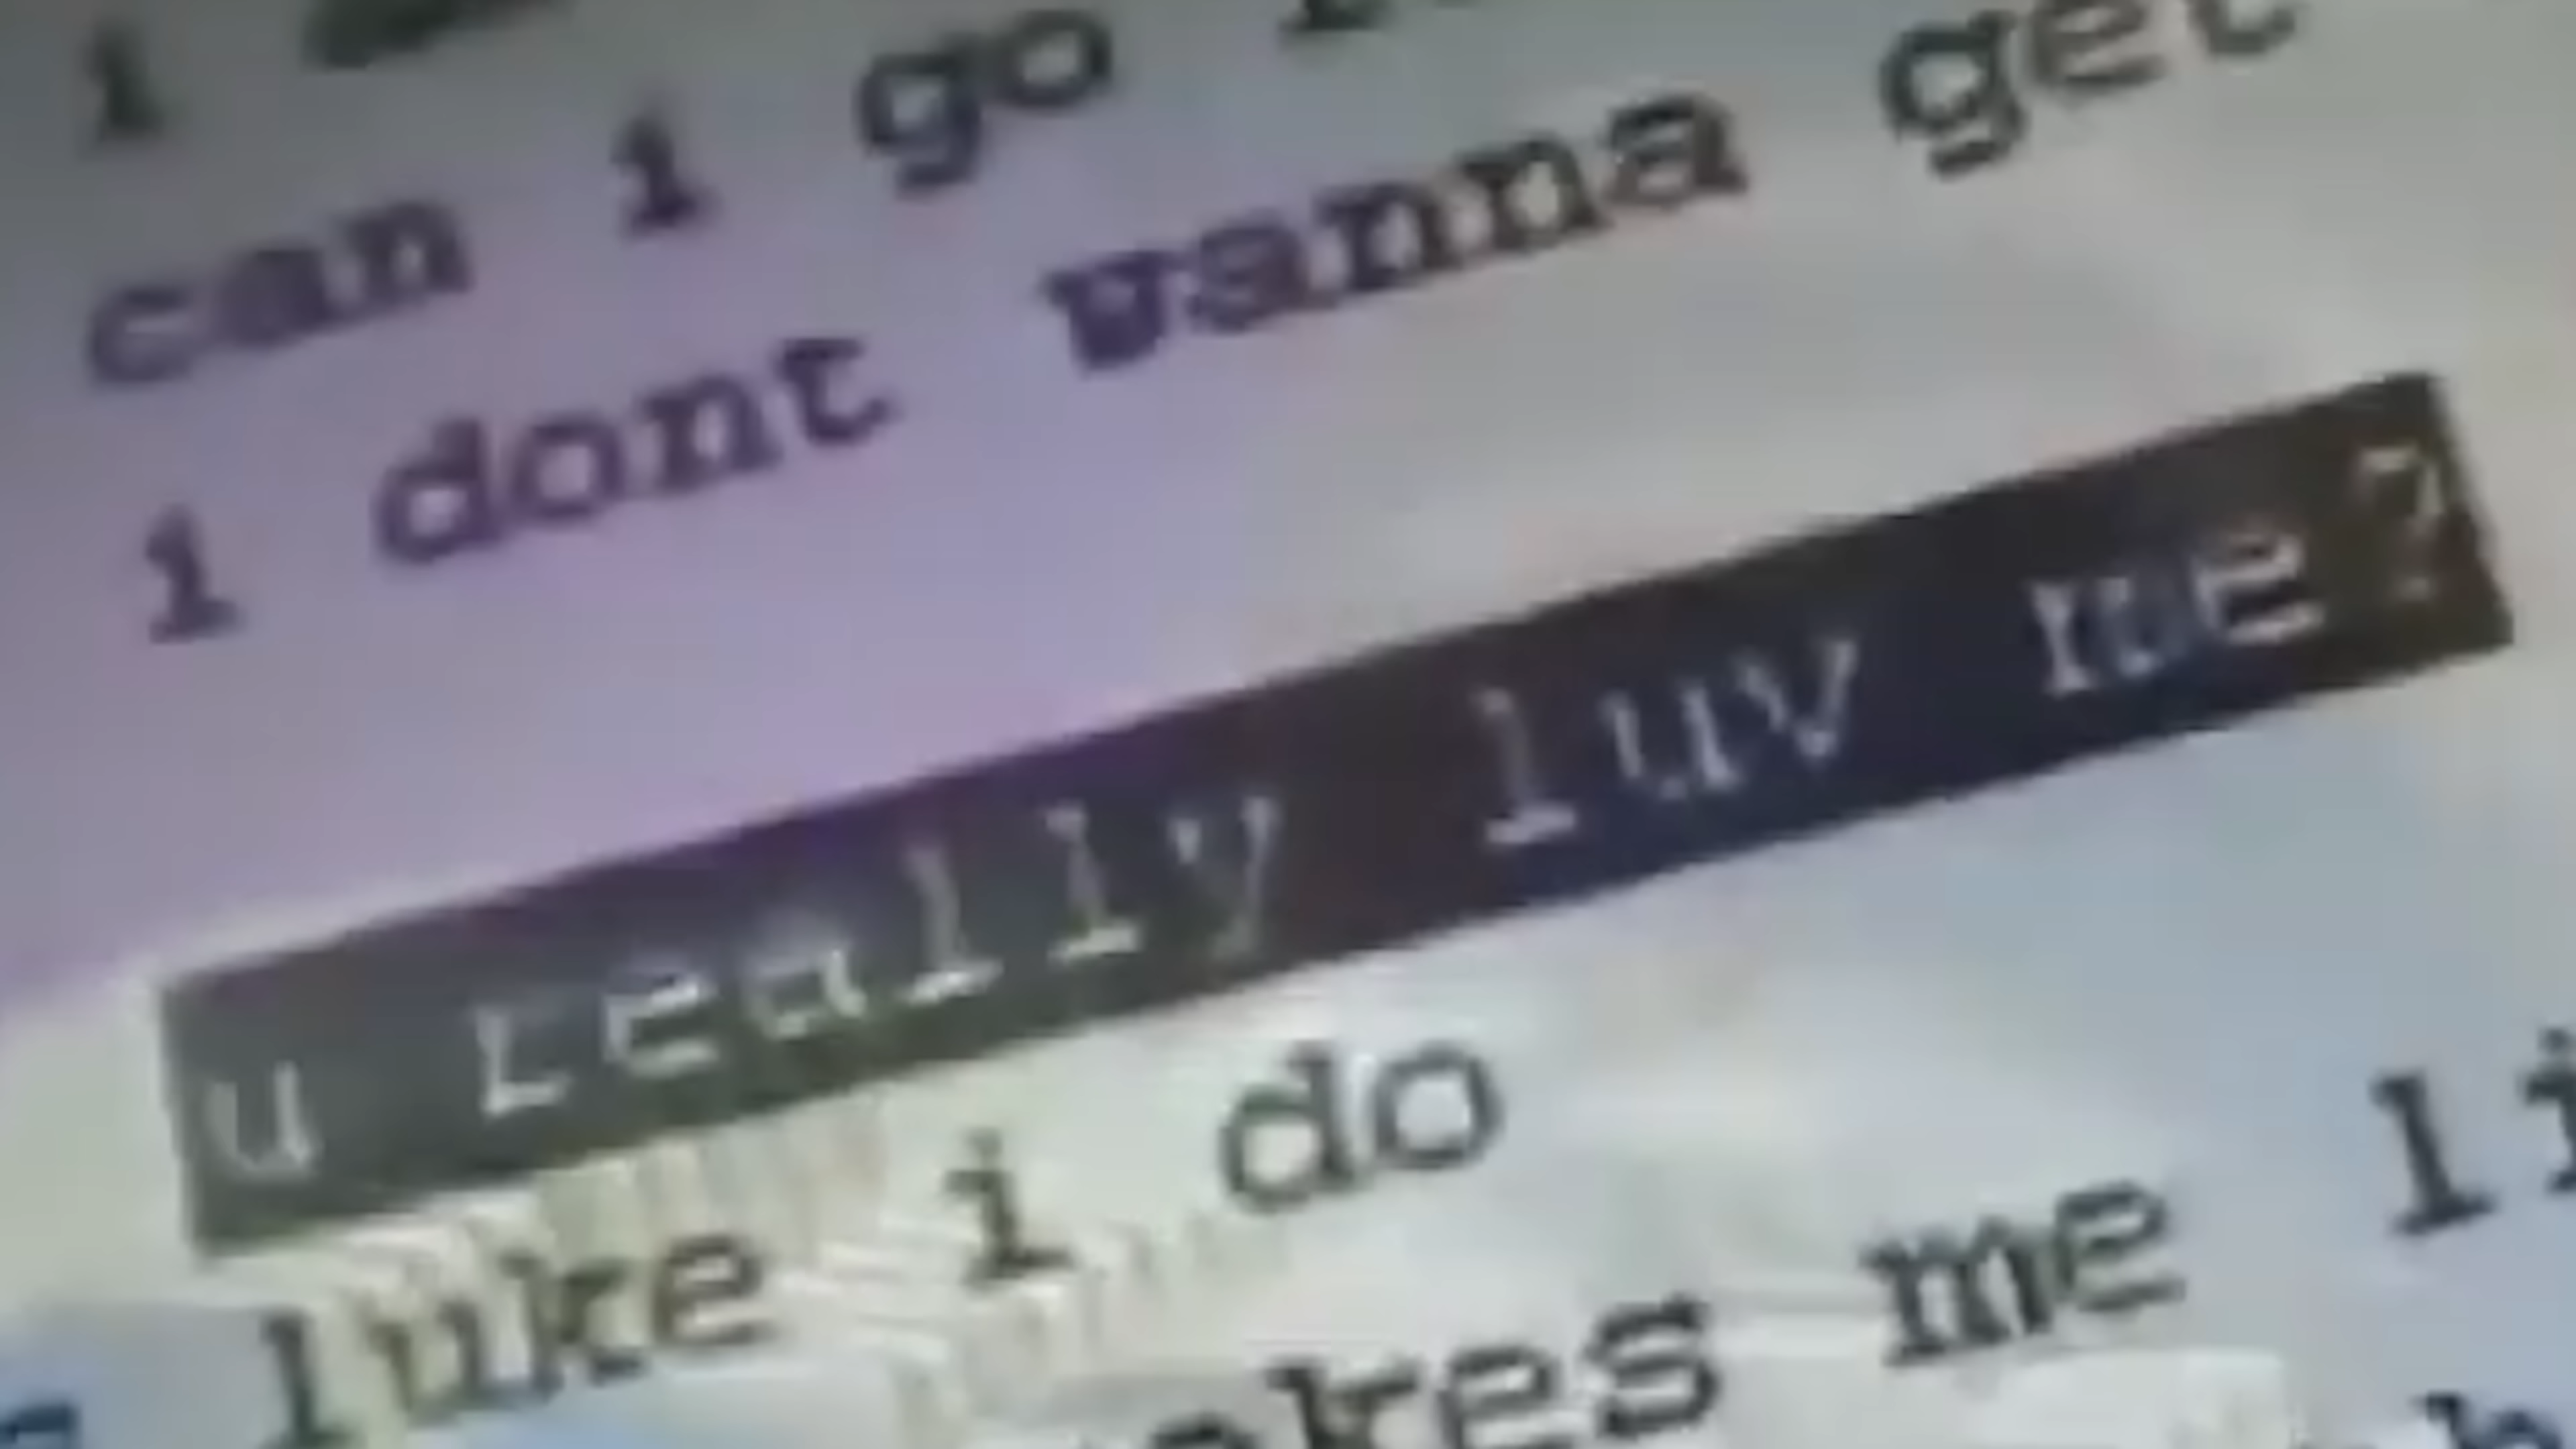 i
can i go
i dont wanna get
u really luv me?
like i do
me